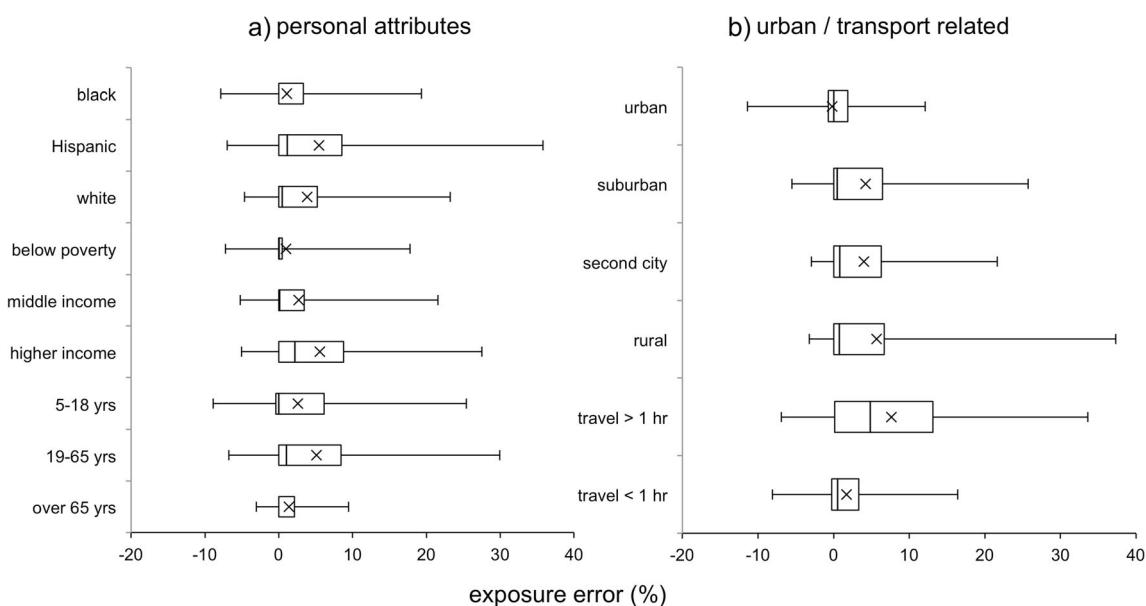 a) personal attributes
black
Hispanic
white
below poverty
middle income
higher income
5-18 yrs
19-65 yrs
over 65 yrs
-20 -10 0 10 20 30 40
b) urban / transport related
urban
suburban
second city
rural
travel > 1 hr
travel < 1 hr
-20 -10 0 10 20 30 40
exposure error (%)